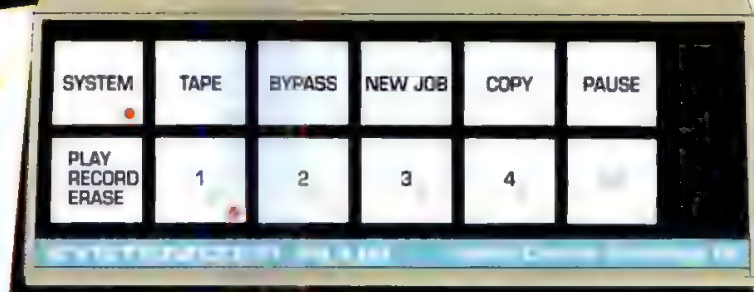 SYSTEM TAPE BYPASS NEW JOB COPY PAUSE
PLAY
RECORD
ERASE
1 2 3 4